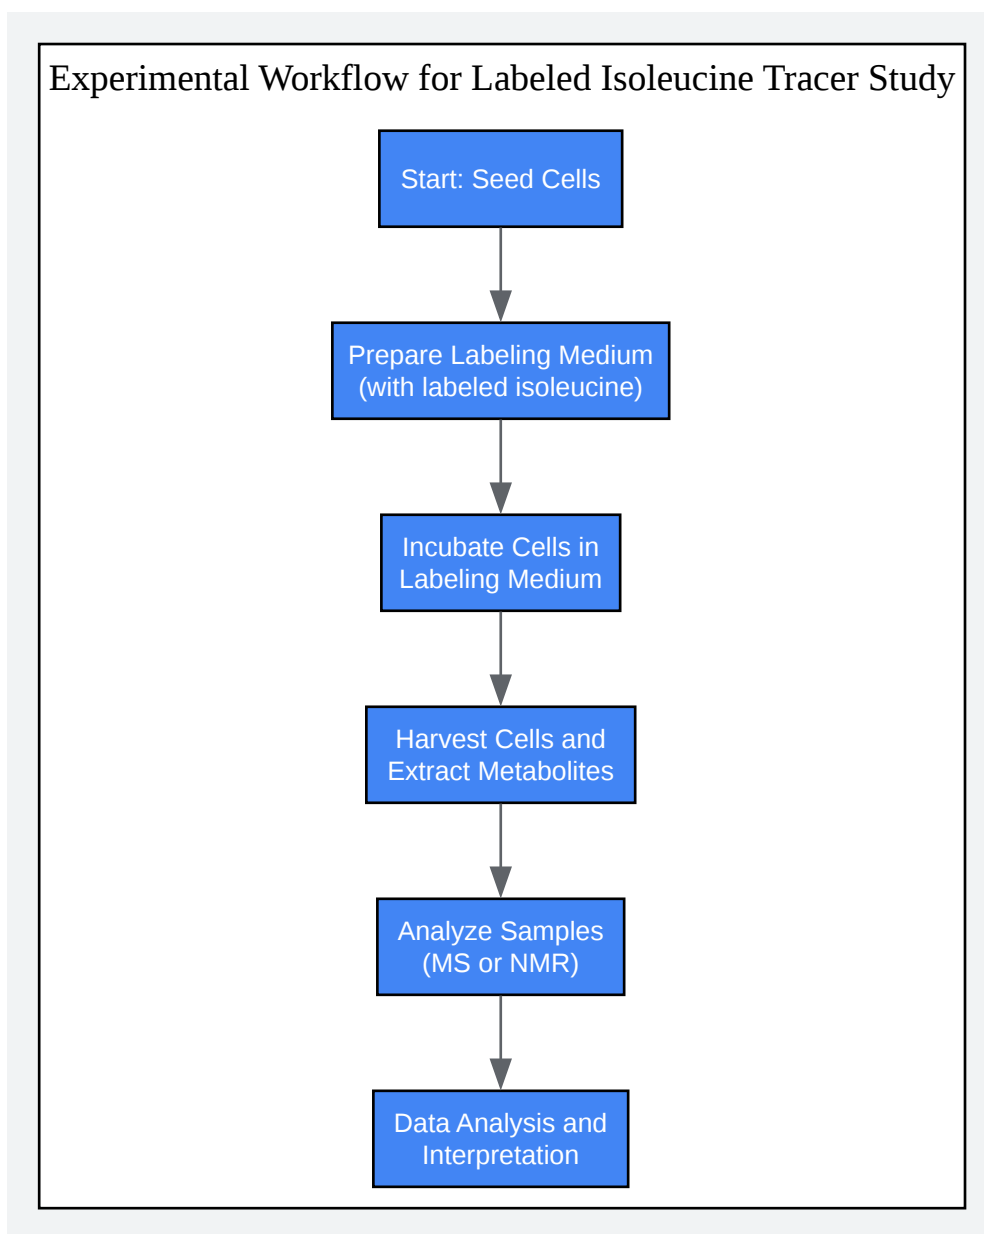 Experimental Workflow for Labeled Isoleucine Tracer Study
Start: Seed Cells
Prepare Labeling Medium
(with labeled isoleucine)
Incubate Cells in
Labeling Medium
Harvest Cells and
Extract Metabolites
Analyze Samples
(MS or NMR)
Data Analysis and
Interpretation